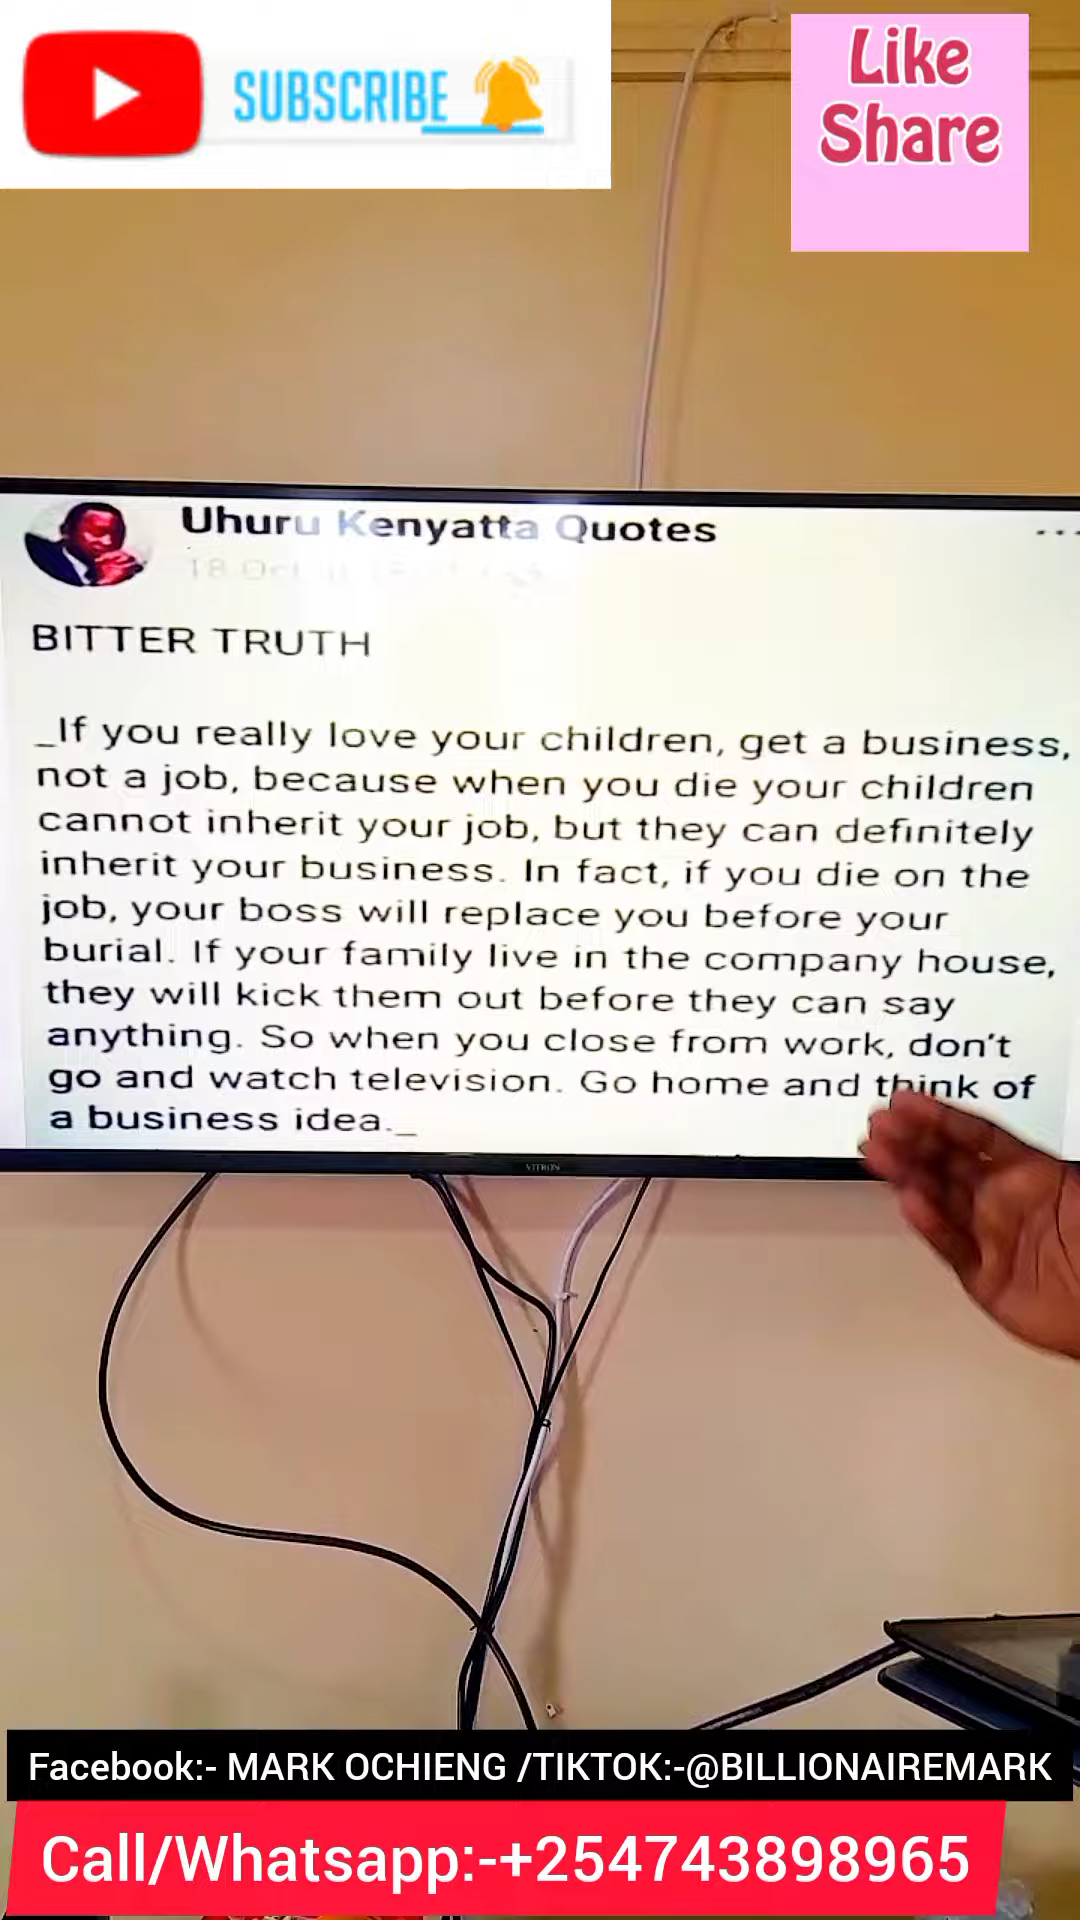 SUBSCRIBE
Like
Share
Uhuru Kenyatta Quotes
18 Oct
BITTER TRUTH
_If you really love your children, get a business,
not a job, because when you die your children
cannot inherit your job, but they can definitely
inherit your business. In fact, if you die on the
job, your boss will replace you before your
burial. If your family live in the company house,
they will kick them out before they can say
anything. So when you close from work, don't
go and watch television. Go home and think of
a business idea._
VITRON
Facebook:- MARK OCHIENG /TIKTOK:-@BILLIONAIREMARK
Call/Whatsapp:-+254743898965